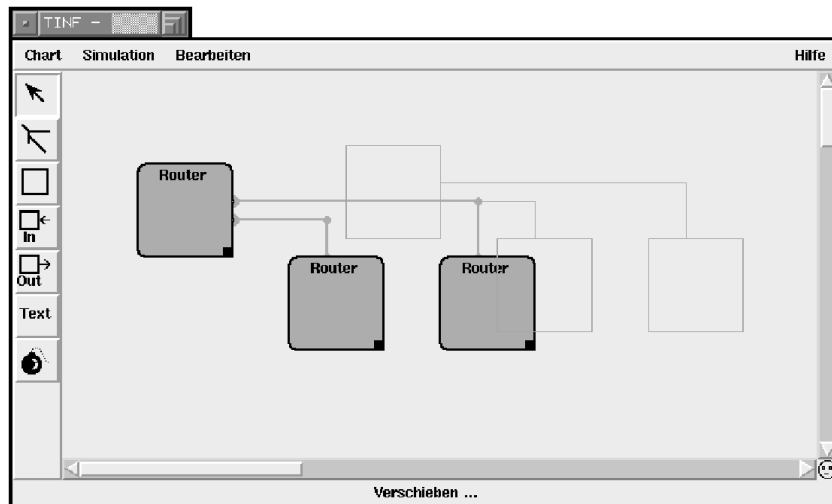 TINF -
Chart Simulation Bearbeiten Hilfe
Router
In
Router Router
Out
Text
Verschieben ...